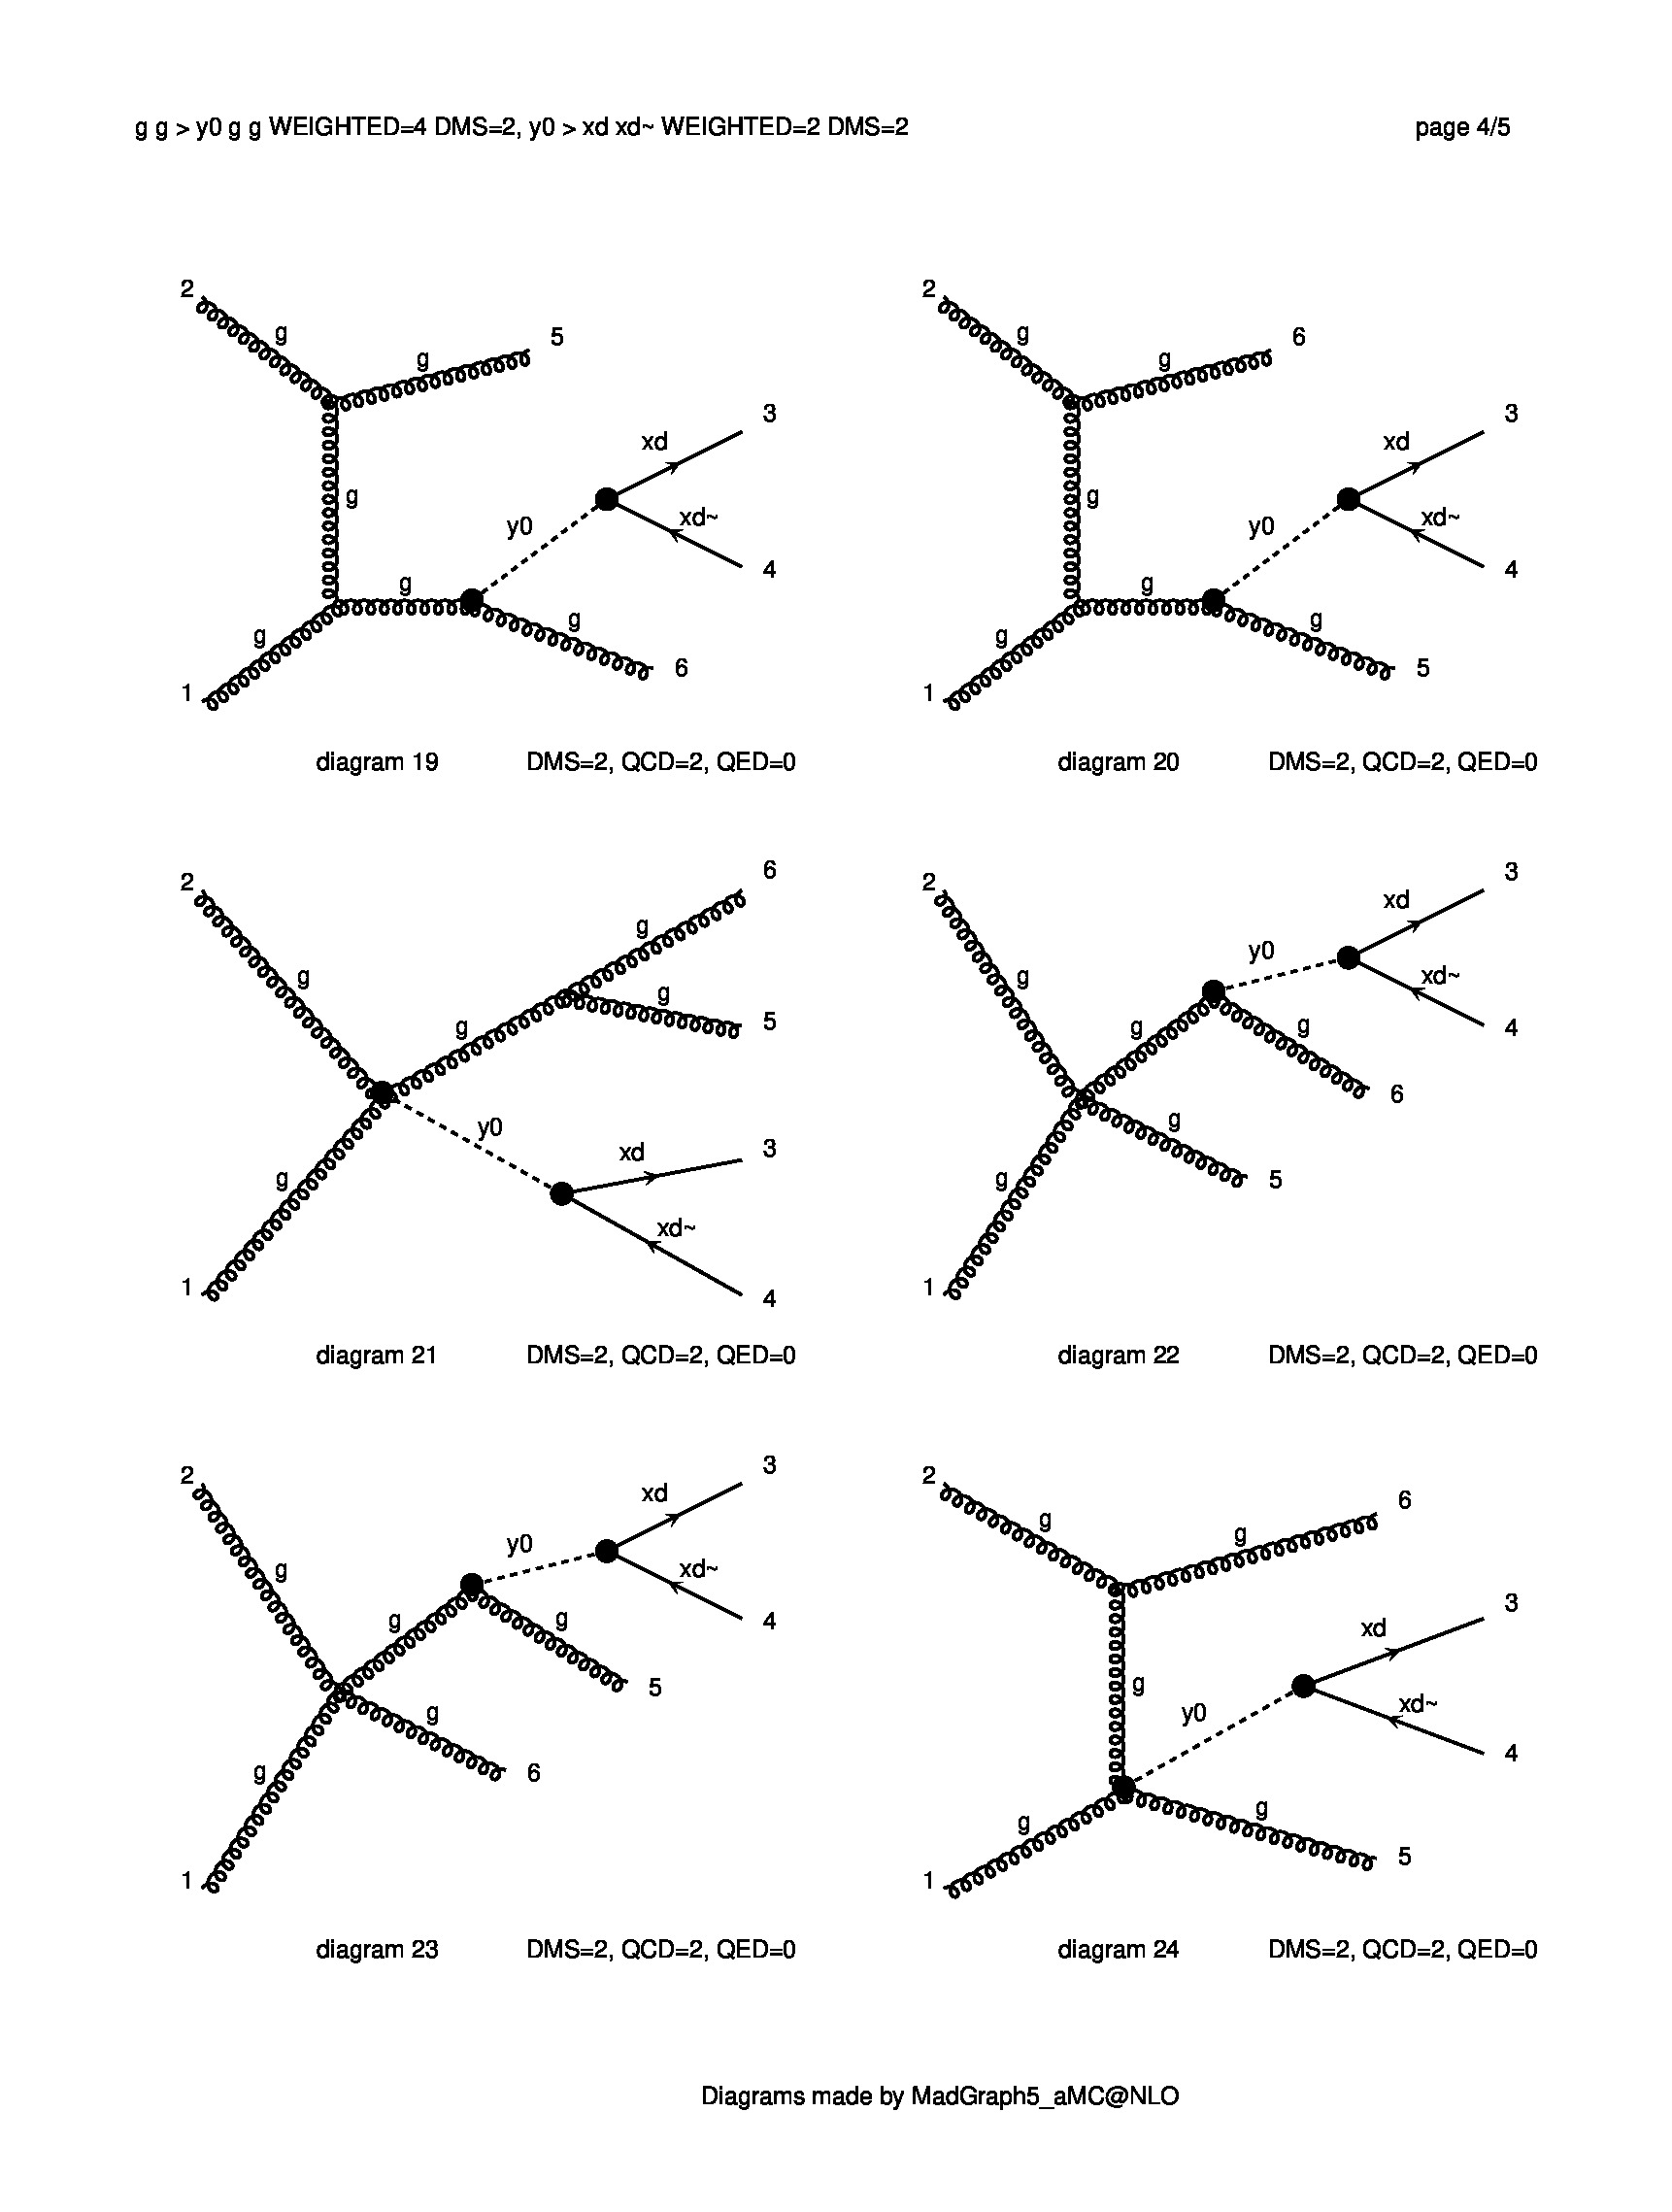 g g > y0 g g WEIGHTED=4 DMS=2, y0 > xd xd~ WEIGHTED=2 DMS=2 page 4/5
2
g
g
5
3
xd
g
y0
xd~
4
g
g
g
6
1
diagram 19 DMS=2, QCD=2, QED=0
2
g
g
6
3
xd
g
y0
xd~
4
g
g
g
5
1
diagram 20 DMS=2, QCD=2, QED=0
2
6
g
g
g
5
g
y0
3
xd
g
xd~
1
4
diagram 21 DMS=2, QCD=2, QED=0
2
3
xd
y0
g
xd~
4
g
g
6
g
g
5
1
diagram 22 DMS=2, QCD=2, QED=0
2
3
xd
y0
g
xd~
4
g
g
5
g
g
6
1
diagram 23 DMS=2, QCD=2, QED=0
2
6
g
g
3
xd
g
y0
xd~
4
g
g
5
1
diagram 24 DMS=2, QCD=2, QED=0
Diagrams made by MadGraph5_aMC@NLO